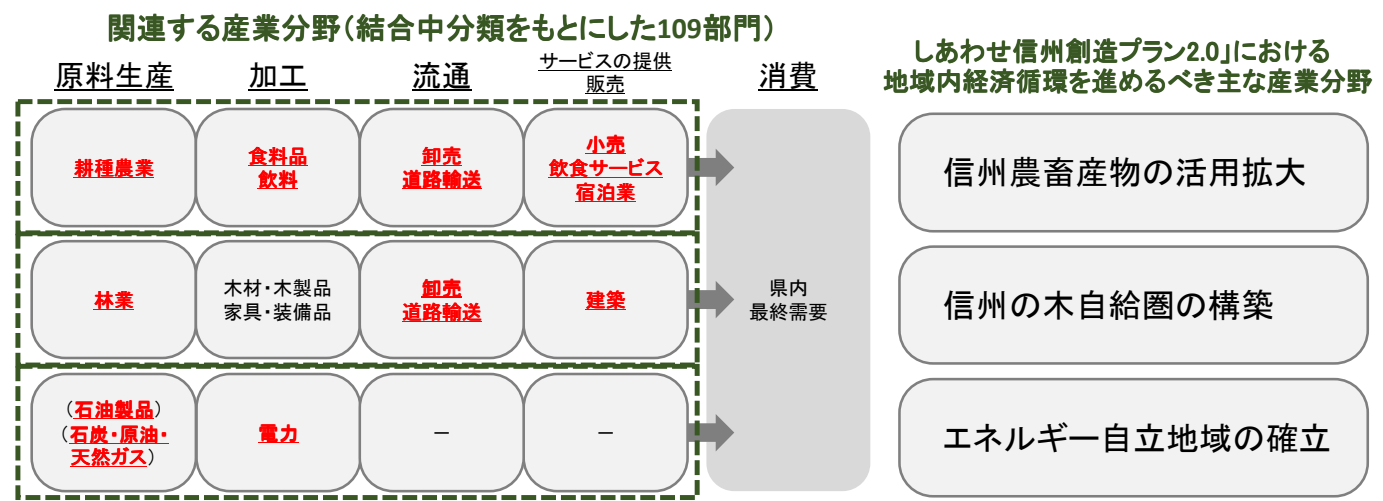 関連する産業分野（結合中分類をもとにした109部門）
しあわせ信州創造プラン2.0」における
地域内経済循環を進めるべき主な産業分野
原料生産
加工
流通
サービスの提供
販売
消費
耕種農業
食料品
飲料
卸売
道路輸送
小売
飲食サービス
宿泊業
信州農畜産物の活用拡大
林業
木材・木製品
家具・装備品
卸売
道路輸送
建築
県内
最終需要
信州の木自給圏の構築
（石油製品）
（石炭・原油・
天然ガス）
電力
－
－
エネルギー自立地域の確立